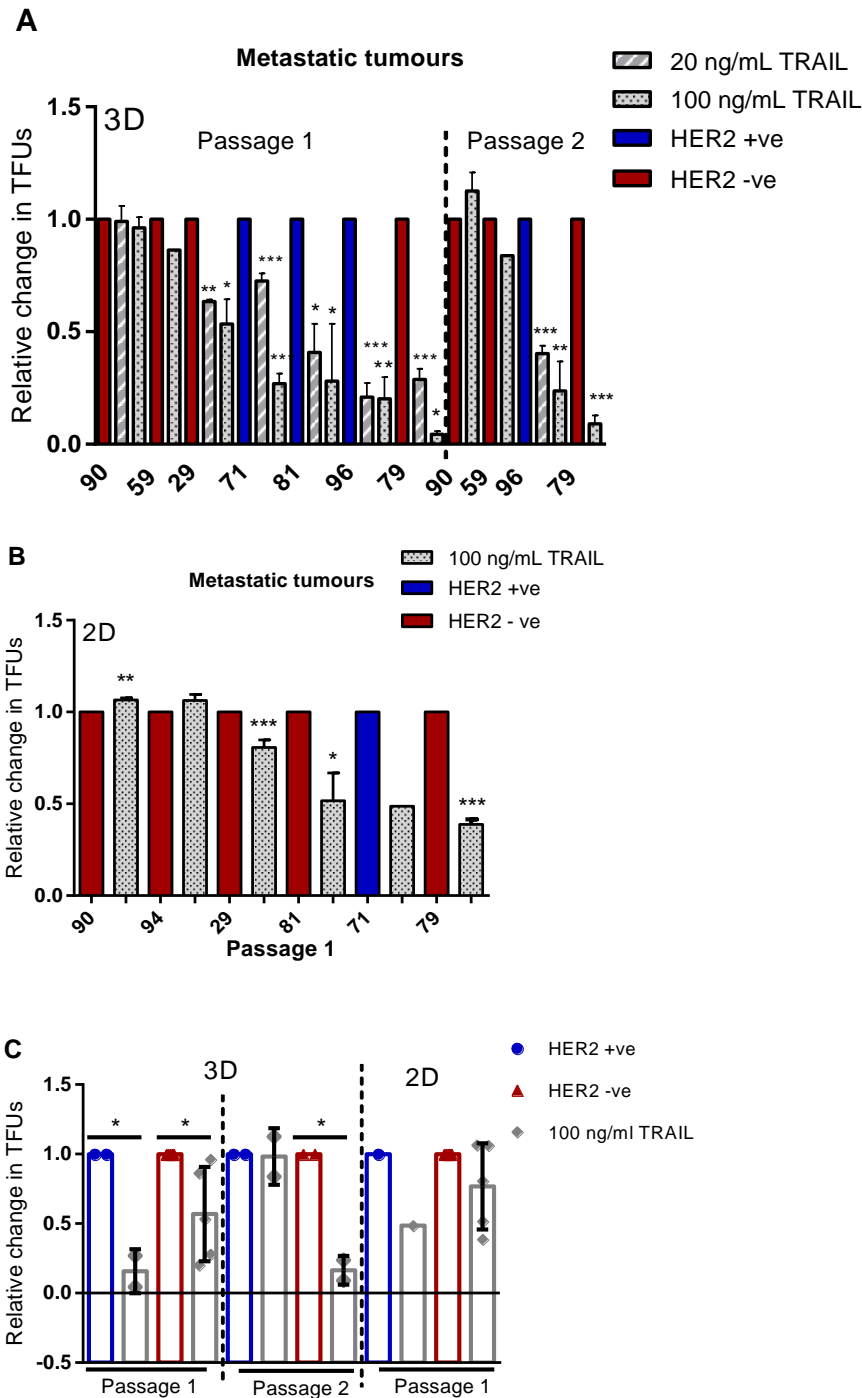 A
Metastatic tumours
20 ng/mL TRAIL
100 ng/mL TRAIL
HER2 +ve
HER2 -ve
3D
Passage 1
Passage 2
Relative change in TFUs
1.5
1.0
0.5
0.0
** * *** *** * * *** ** *** * *** ** ***
90 59 29 71 81 96 79 90 59 96 79
B
Metastatic tumours
100 ng/mL TRAIL
HER2 +ve
HER2 - ve
2D
Relative change in TFUs
1.5
1.0
0.5
0.0
** *** * ***
90 94 29 81 71 79
Passage 1
C
3D
2D
HER2 +ve
HER2 -ve
100 ng/ml TRAIL
Relative change in TFUs
1.5
1.0
0.5
0.0
-0.5
* * *
Passage 1 Passage 2 Passage 1